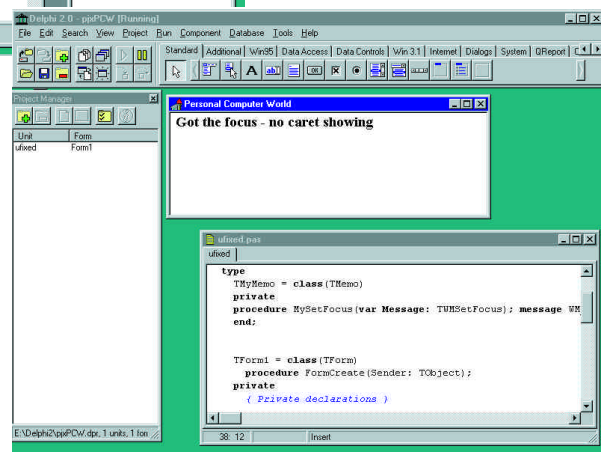 Delphi 2.0 - pjxPCW [Running]
File Edit Search View Project Run Component Database Tools Help
Standard Additional Win95 Data Access Data Controls Win 3.1 Internet Dialogs System QReport
Project Manager
Unit Form
ufixed Form1
Personal Computer World
Got the focus - no caret showing
ufixed.pas
ufixed
type
TMyMemo = class(TMemo)
private
procedure MySetFocus(var Message: TWMSetFocus); message WM_
end;
TForm1 = class(TForm)
procedure FormCreate(Sender: TObject);
private
{ Private declarations }
E:\Delphi2\pjxPCW.dpr, 1 units, 1 forn
38: 12 Insert